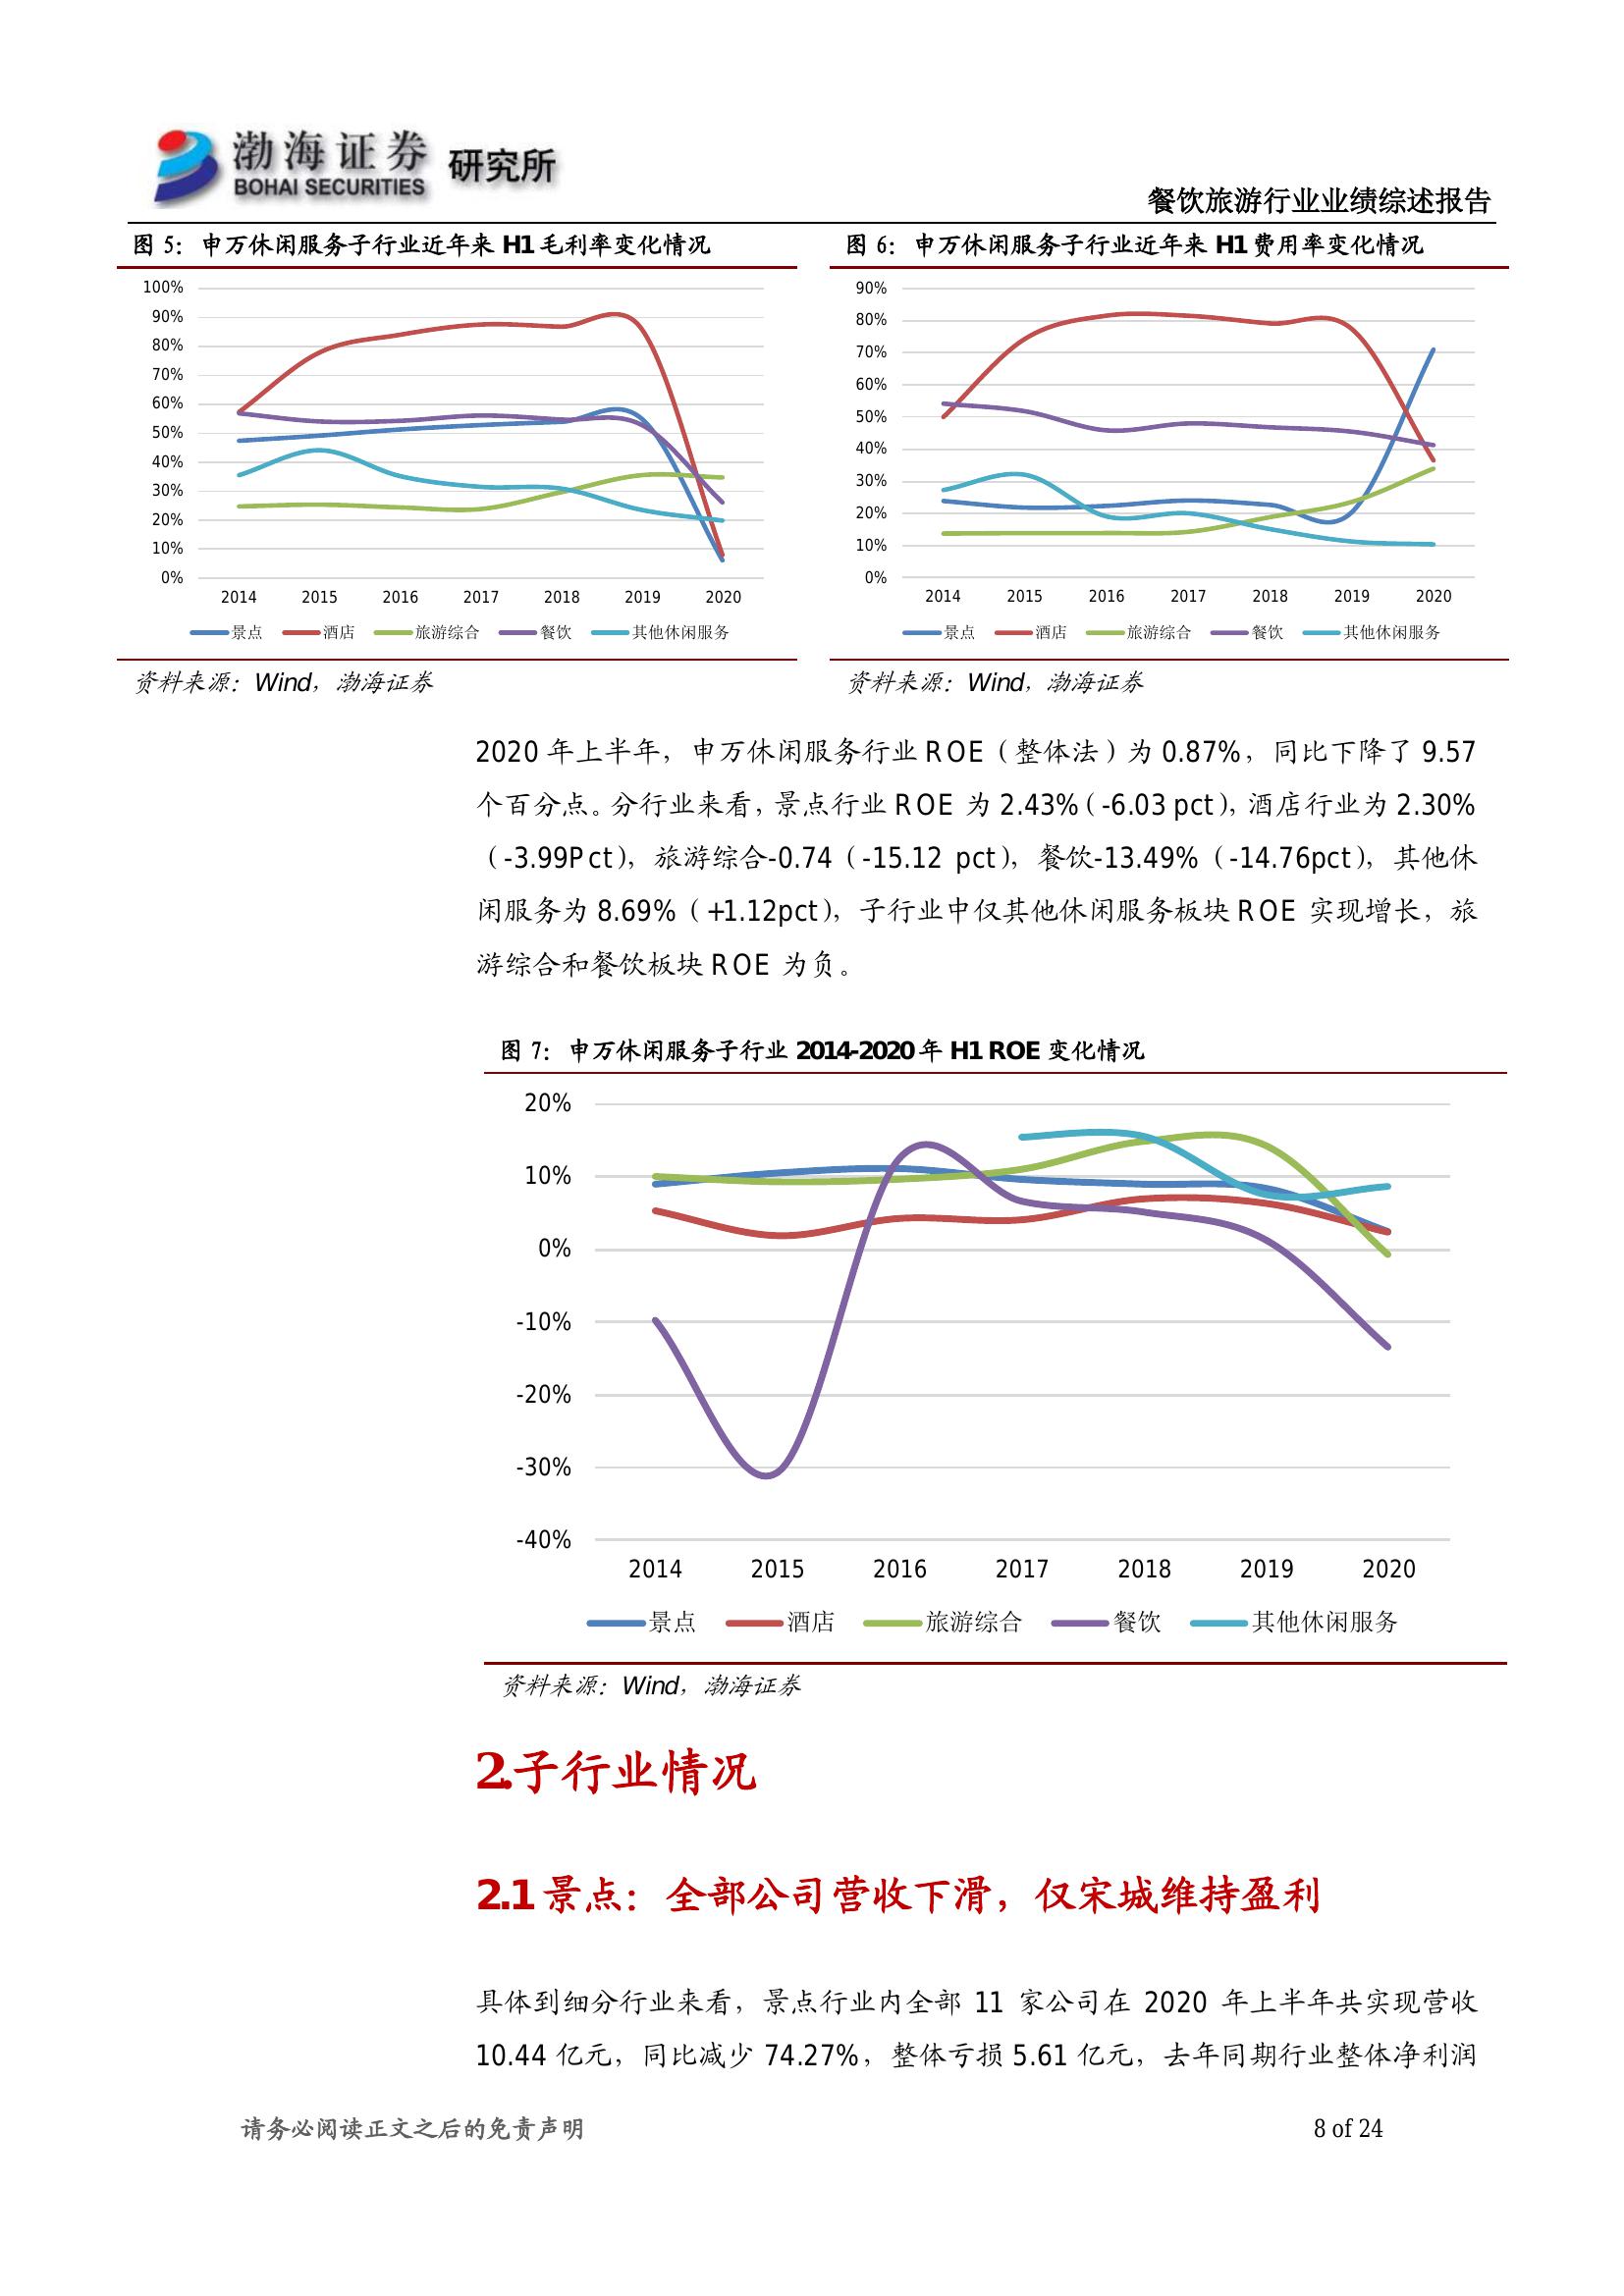 渤海证券 研究所
BOHAI SECURITIES
餐饮旅游行业业绩综述报告
图 5：申万休闲服务子行业近年来 H1 毛利率变化情况
100%
90%
80%
70%
60%
50%
40%
30%
20%
10%
0%
2014 2015 2016 2017 2018 2019 2020
景点 酒店 旅游综合 餐饮 其他休闲服务
资料来源：Wind，渤海证券
图 6：申万休闲服务子行业近年来 H1 费用率变化情况
90%
80%
70%
60%
50%
40%
30%
20%
10%
0%
2014 2015 2016 2017 2018 2019 2020
景点 酒店 旅游综合 餐饮 其他休闲服务
资料来源：Wind，渤海证券
2020 年上半年，申万休闲服务行业 ROE（整体法）为 0.87%，同比下降了 9.57
个百分点。分行业来看，景点行业 ROE 为 2.43%（-6.03 pct），酒店行业为 2.30%
（-3.99Pct），旅游综合-0.74（-15.12 pct），餐饮-13.49%（-14.76pct），其他休
闲服务为 8.69%（+1.12pct），子行业中仅其他休闲服务板块 ROE 实现增长，旅
游综合和餐饮板块 ROE 为负。
图 7：申万休闲服务子行业 2014-2020 年 H1 ROE 变化情况
20%
10%
0%
-10%
-20%
-30%
-40%
2014 2015 2016 2017 2018 2019 2020
景点 酒店 旅游综合 餐饮 其他休闲服务
资料来源：Wind，渤海证券
2.子行业情况
2.1 景点：全部公司营收下滑，仅宋城维持盈利
具体到细分行业来看，景点行业内全部 11 家公司在 2020 年上半年共实现营收
10.44 亿元，同比减少 74.27%，整体亏损 5.61 亿元，去年同期行业整体净利润
请务必阅读正文之后的免责声明
8 of 24